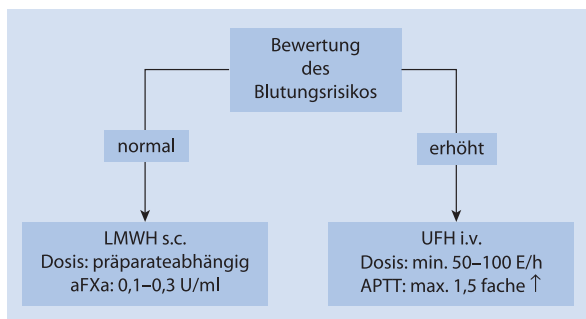 Bewertung
des
Blutungsrisikos
normal
erhöht
LMWH s.c.
Dosis: präparateabhängig
aFXa: 0,1–0,3 U/ml
UFH i.v.
Dosis: min. 50–100 E/h
APTT: max. 1,5 fache ↑